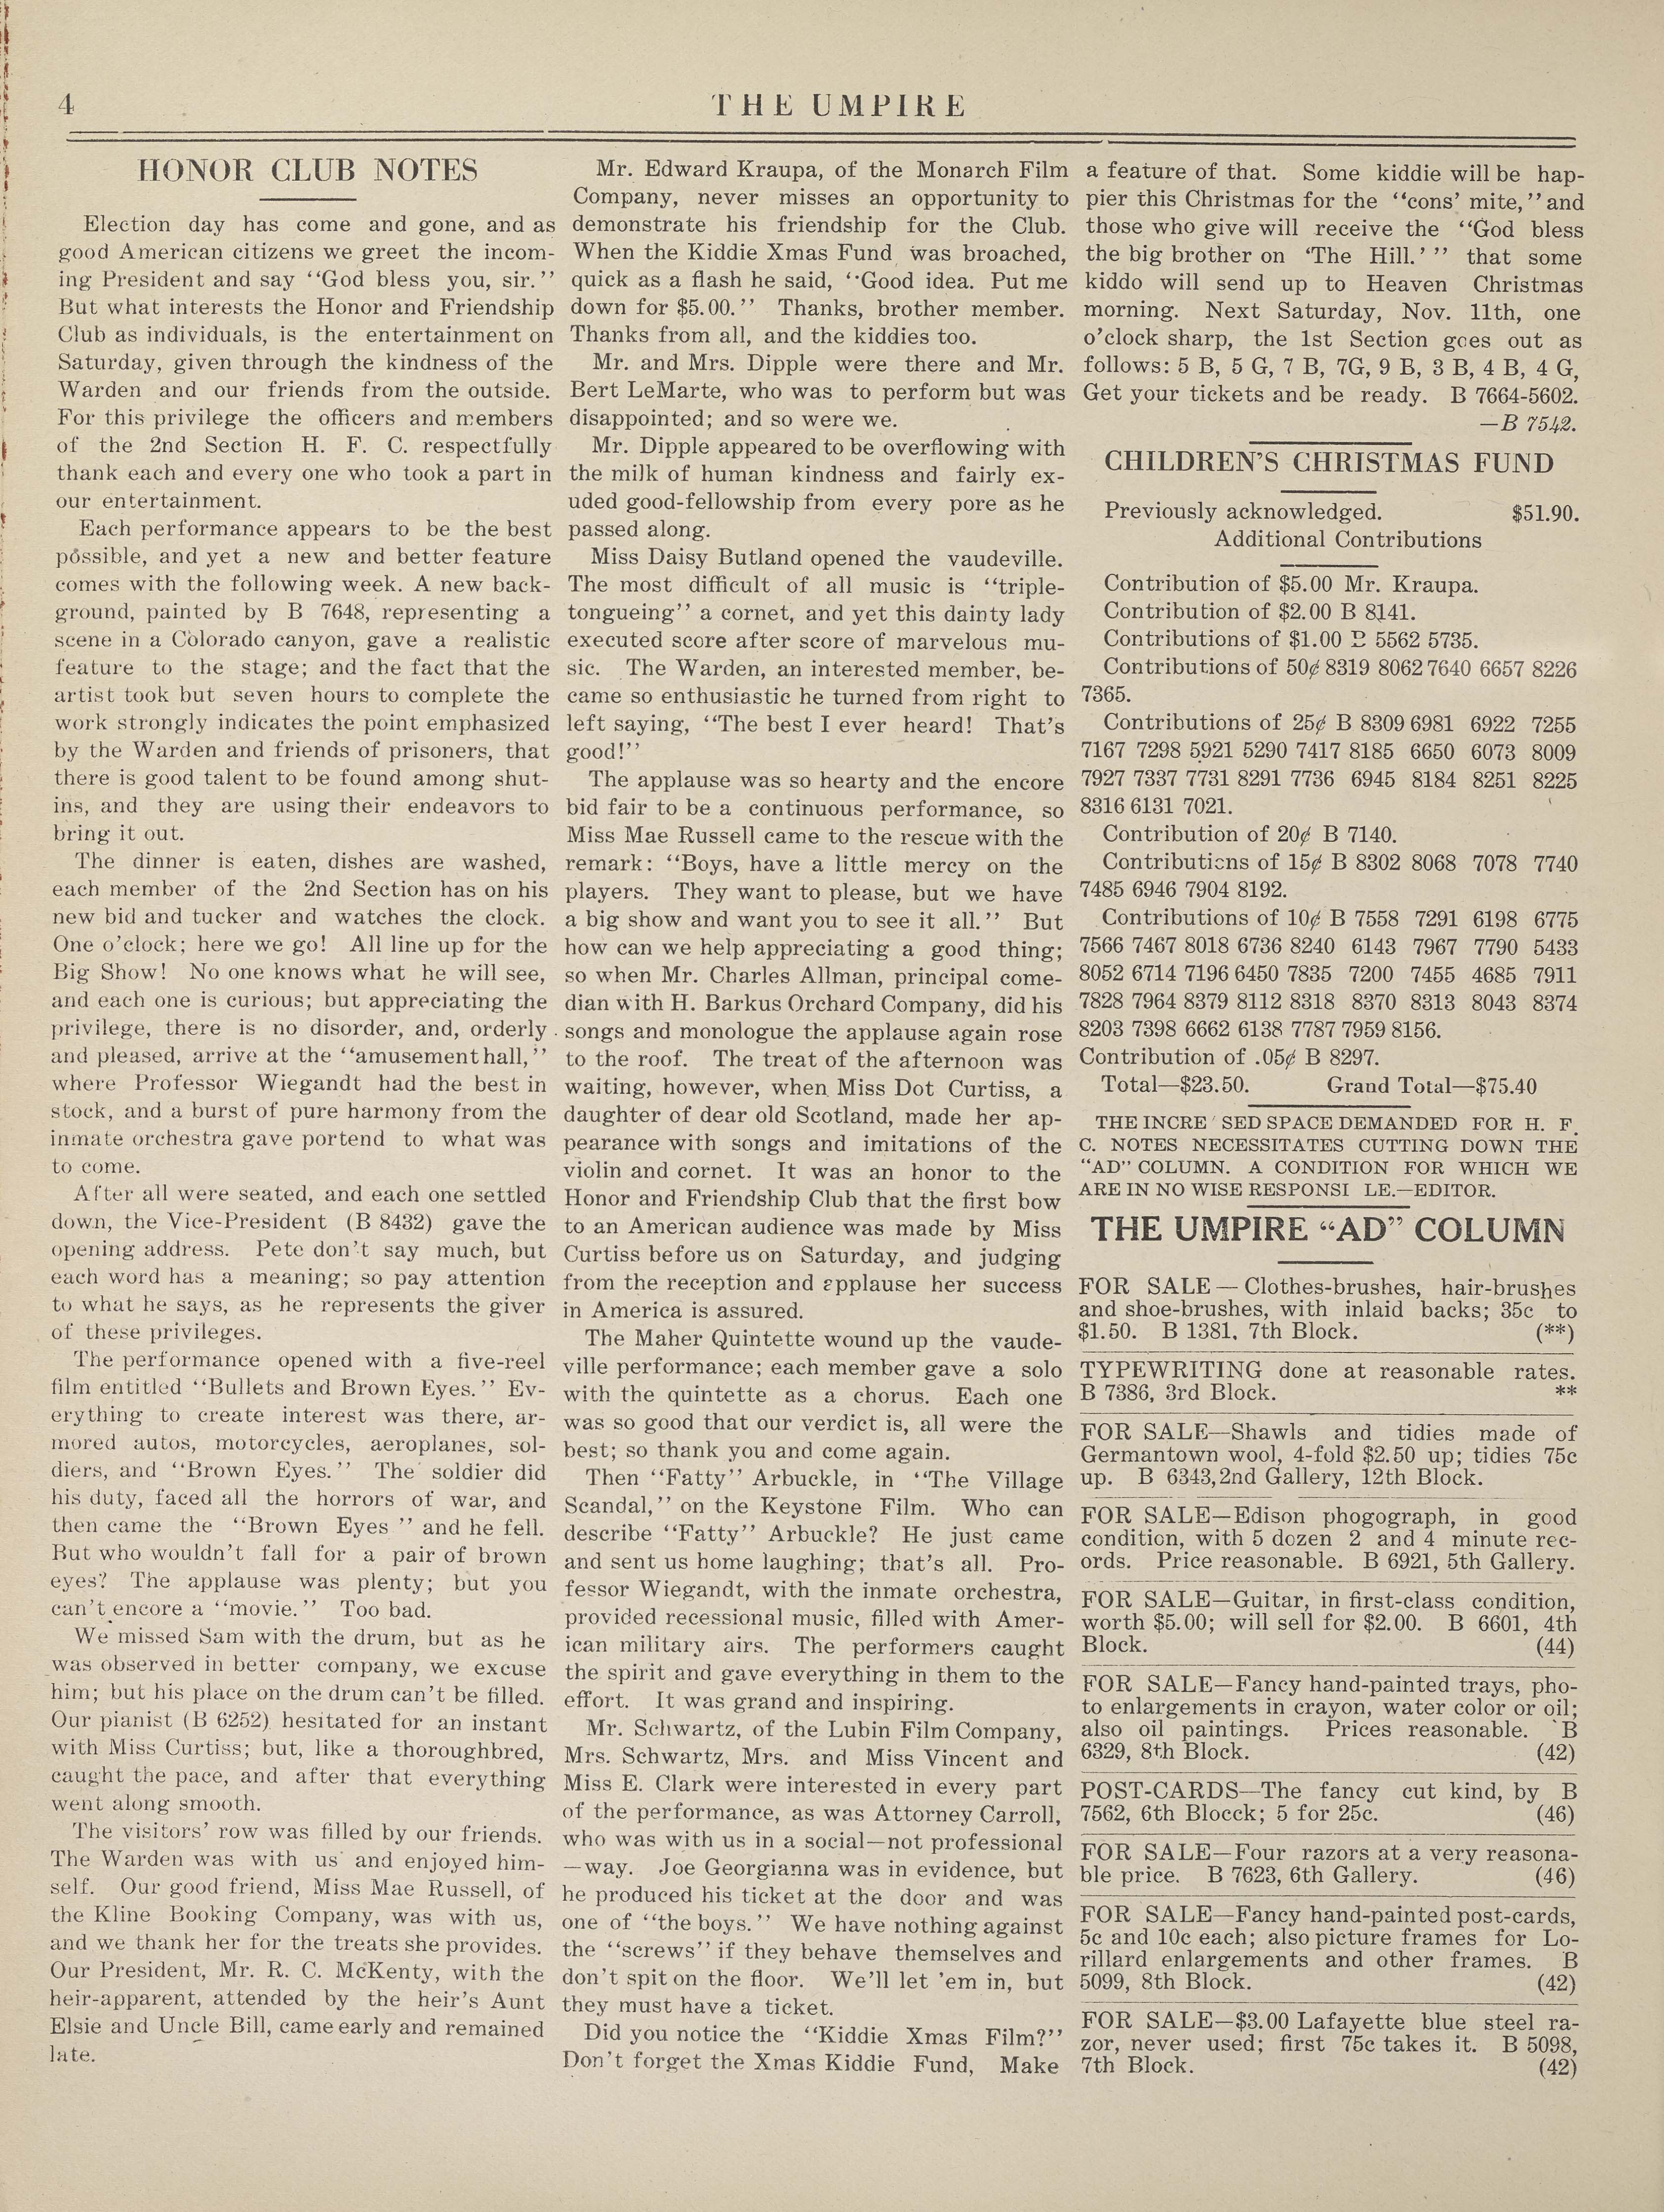 4
THE UMPIRE
HONOR CLUB NOTES
Election day has come and gone, and as
good American citizens we greet the incom-
ing President and say "God bless you, sir."
But what interests the Honor and Friendship
Club as individuals, is the entertainment on
Saturday, given through the kindness of the
Warden and our friends from the outside.
For this privilege the officers and members
of the 2nd Section H. F. C. respectfully
thank each and every one who took a part in
our entertainment.
Each performance appears to be the best
possible, and yet a new and better feature
comes with the following week. A new back-
ground, painted by B 7648, representing a
scene in a Colorado canyon, gave a realistic
feature to the stage; and the fact that the
artist took but seven hours to complete the
work strongly indicates the point emphasized
by the Warden and friends of prisoners, that
there is good talent to be found among shut-
ins, and they are using their endeavors to
bring it out.
The dinner is eaten, dishes are washed,
each member of the 2nd Section has on his
new bid and tucker and watches the clock.
One o'clock; here we go! All line up for the
Big Show! No one knows what he will see,
and each one is curious; but appreciating the
privilege, there is no disorder, and, orderly
and pleased, arrive at the "amusement hall,"
where Professor Wiegandt had the best in
stock, and a burst of pure harmony from the
inmate orchestra gave portend to what was
to come.
After all were seated, and each one settled
down, the Vice-President (B 8432) gave the
opening address. Pete don't say much, but
each word has a meaning; so pay attention
to what he says, as he represents the giver
of these privileges.
The performance opened with a five-reel
film entitled "Bullets and Brown Eyes." Ev-
erything to create interest was there, ar-
mored autos, motorcycles, aeroplanes, sol-
diers, and "Brown Eyes." The soldier did
his duty, faced all the horrors of war, and
then came the "Brown Eyes " and he fell.
But who wouldn't fall for a pair of brown
eyes? The applause was plenty; but you
can't encore a "movie." Too bad.
We missed Sam with the drum, but as he
was observed in better company, we excuse
him; but his place on the drum can't be filled.
Our pianist (B 6252) hesitated for an instant
with Miss Curtiss; but, like a thoroughbred,
caught the pace, and after that everything
went along smooth.
The visitors' row was filled by our friends.
The Warden was with us and enjoyed him-
self. Our good friend, Miss Mae Russell, of
the Kline Booking Company, was with us,
and we thank her for the treats she provides.
Our President, Mr. R. C. McKenty, with the
heir-apparent, attended by the heir's Aunt
Elsie and Uncle Bill, came early and remained
late.
Mr. Edward Kraupa, of the Monarch Film
Company, never misses an opportunity to
demonstrate his friendship for the Club.
When the Kiddie Xmas Fund was broached,
quick as a flash he said, "Good idea. Put me
down for $5.00." Thanks, brother member.
Thanks from all, and the kiddies too.
Mr. and Mrs. Dipple were there and Mr.
Bert LeMarte, who was to perform but was
disappointed; and so were we.
Mr. Dipple appeared to be overflowing with
the milk of human kindness and fairly ex-
uded good-fellowship from every pore as he
passed along.
Miss Daisy Butland opened the vaudeville.
The most difficult of all music is "triple-
tongueing" a cornet, and yet this dainty lady
executed score after score of marvelous mu-
sic. The Warden, an interested member, be-
came so enthusiastic he turned from right to
left saying, "The best I ever heard! That's
good!"
The applause was so hearty and the encore
bid fair to be a continuous performance, so
Miss Mae Russell came to the rescue with the
remark: "Boys, have a little mercy on the
players. They want to please, but we have
a big show and want you to see it all." But
how can we help appreciating a good thing;
so when Mr. Charles Allman, principal come-
dian with H. Barkus Orchard Company, did his
songs and monologue the applause again rose
to the roof. The treat of the afternoon was
waiting, however, when Miss Dot Curtiss, a
daughter of dear old Scotland, made her ap-
pearance with songs and imitations of the
violin and cornet. It was an honor to the
Honor and Friendship Club that the first bow
to an American audience was made by Miss
Curtiss before us on Saturday, and judging
from the reception and applause her success
in America is assured.
The Maher Quintette wound up the vaude-
ville performance; each member gave a solo
with the quintette as a chorus. Each one
was so good that our verdict is, all were the
best; so thank you and come again.
Then "Fatty" Arbuckle, in "The Village
Scandal," on the Keystone Film. Who can
describe "Fatty" Arbuckle? He just came
and sent us home laughing; that's all. Pro-
fessor Wiegandt, with the inmate orchestra,
provided recessional music, filled with Amer-
ican military airs. The performers caught
the spirit and gave everything in them to the
effort. It was grand and inspiring.
Mr. Schwartz, of the Lubin Film Company,
Mrs. Schwartz, Mrs. and Miss Vincent and
Miss E. Clark were interested in every part
of the performance, as was Attorney Carroll,
who was with us in a social—not professional
—way. Joe Georgianna was in evidence, but
he produced his ticket at the door and was
one of "the boys." We have nothing against
the "screws" if they behave themselves and
don't spit on the floor. We'll let 'em in, but
they must have a ticket.
Did you notice the "Kiddie Xmas Film?"
Don't forget the Xmas Kiddie Fund, Make
a feature of that. Some kiddie will be hap-
pier this Christmas for the "cons' mite," and
those who give will receive the "God bless
the big brother on 'The Hill.' " that some
kiddo will send up to Heaven Christmas
morning. Next Saturday, Nov. 11th, one
o'clock sharp, the 1st Section goes out as
follows: 5 B, 5 G, 7 B, 7G, 9 B, 3 B, 4 B, 4 G,
Get your tickets and be ready. B 7664-5602.
—B 7542.
CHILDREN'S CHRISTMAS FUND
Previously acknowledged. $51.90.
Additional Contributions
Contribution of $5.00 Mr. Kraupa.
Contribution of $2.00 B 8141.
Contributions of $1.00 B 5562 5735.
Contributions of 50¢ 8319 8062 7640 6657 8226
7365.
Contributions of 25¢ B 8309 6981 6922 7255
7167 7298 5921 5290 7417 8185 6650 6073 8009
7927 7337 7731 8291 7736 6945 8184 8251 8225
8316 6131 7021.
Contribution of 20¢ B 7140.
Contributions of 15¢ B 8302 8068 7078 7740
7485 6946 7904 8192.
Contributions of 10¢ B 7558 7291 6198 6775
7566 7467 8018 6736 8240 6143 7967 7790 5433
8052 6714 7196 6450 7835 7200 7455 4685 7911
7828 7964 8379 8112 8318 8370 8313 8043 8374
8203 7398 6662 6138 7787 7959 8156.
Contribution of .05¢ B 8297.
Total—$23.50. Grand Total—$75.40
THE INCRE SED SPACE DEMANDED FOR H. F.
C. NOTES NECESSITATES CUTTING DOWN THE
"AD" COLUMN. A CONDITION FOR WHICH WE
ARE IN NO WISE RESPONSI LE.—EDITOR.
THE UMPIRE "AD" COLUMN
FOR SALE — Clothes-brushes, hair-brushes
and shoe-brushes, with inlaid backs; 35c to
$1.50. B 1381, 7th Block. (**)
TYPEWRITING done at reasonable rates.
B 7386, 3rd Block. **
FOR SALE—Shawls and tidies made of
Germantown wool, 4-fold $2.50 up; tidies 75c
up. B 6343, 2nd Gallery, 12th Block.
FOR SALE—Edison phogograph, in good
condition, with 5 dozen 2 and 4 minute rec-
ords. Price reasonable. B 6921, 5th Gallery.
FOR SALE—Guitar, in first-class condition,
worth $5.00; will sell for $2.00. B 6601, 4th
Block. (44)
FOR SALE—Fancy hand-painted trays, pho-
to enlargements in crayon, water color or oil;
also oil paintings. Prices reasonable. B
6329, 8th Block. (42)
POST-CARDS—The fancy cut kind, by B
7562, 6th Blocck; 5 for 25c. (46)
FOR SALE—Four razors at a very reasona-
ble price. B 7623, 6th Gallery. (46)
FOR SALE—Fancy hand-painted post-cards,
5c and 10c each; also picture frames for Lo-
rillard enlargements and other frames. B
5099, 8th Block. (42)
FOR SALE—$3.00 Lafayette blue steel ra-
zor, never used; first 75c takes it. B 5098,
7th Block. (42)